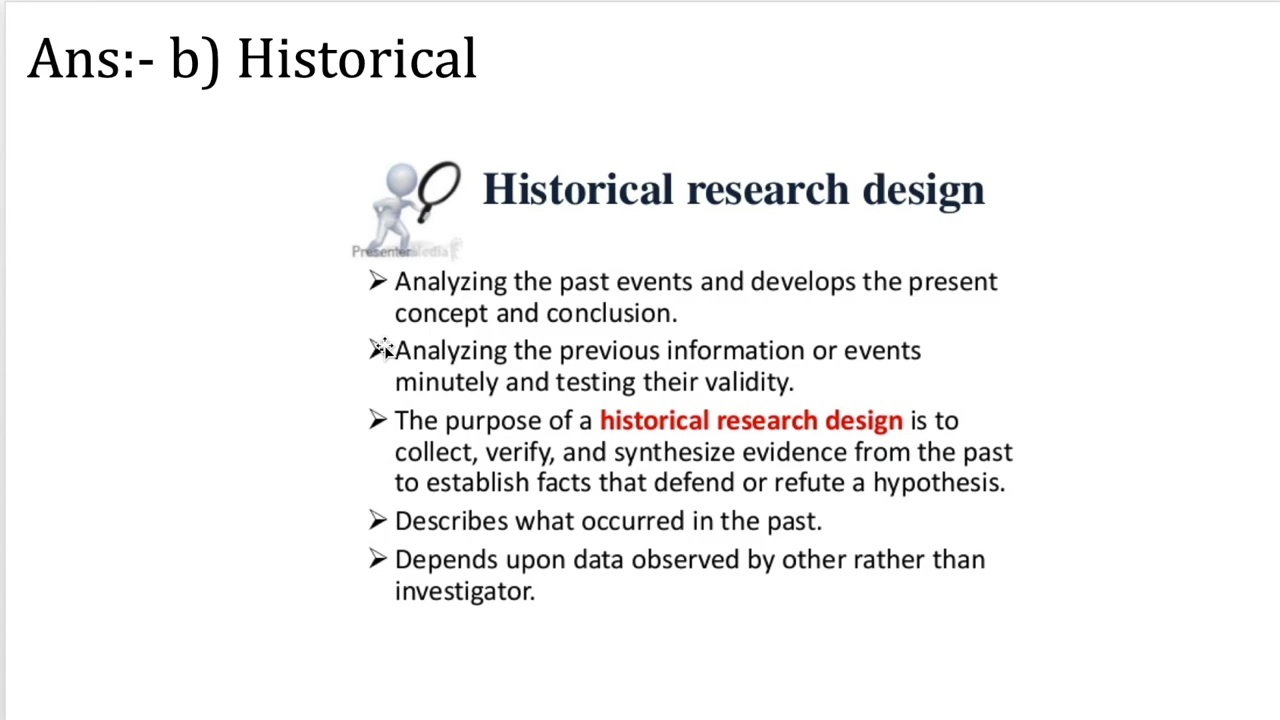 Ans:- b) Historical
Historical research design
PresenterMedia
➢ Analyzing the past events and develops the present
concept and conclusion.
➢ Analyzing the previous information or events
minutely and testing their validity.
➢ The purpose of a historical research design is to
collect, verify, and synthesize evidence from the past
to establish facts that defend or refute a hypothesis.
➢ Describes what occurred in the past.
➢ Depends upon data observed by other rather than
investigator.